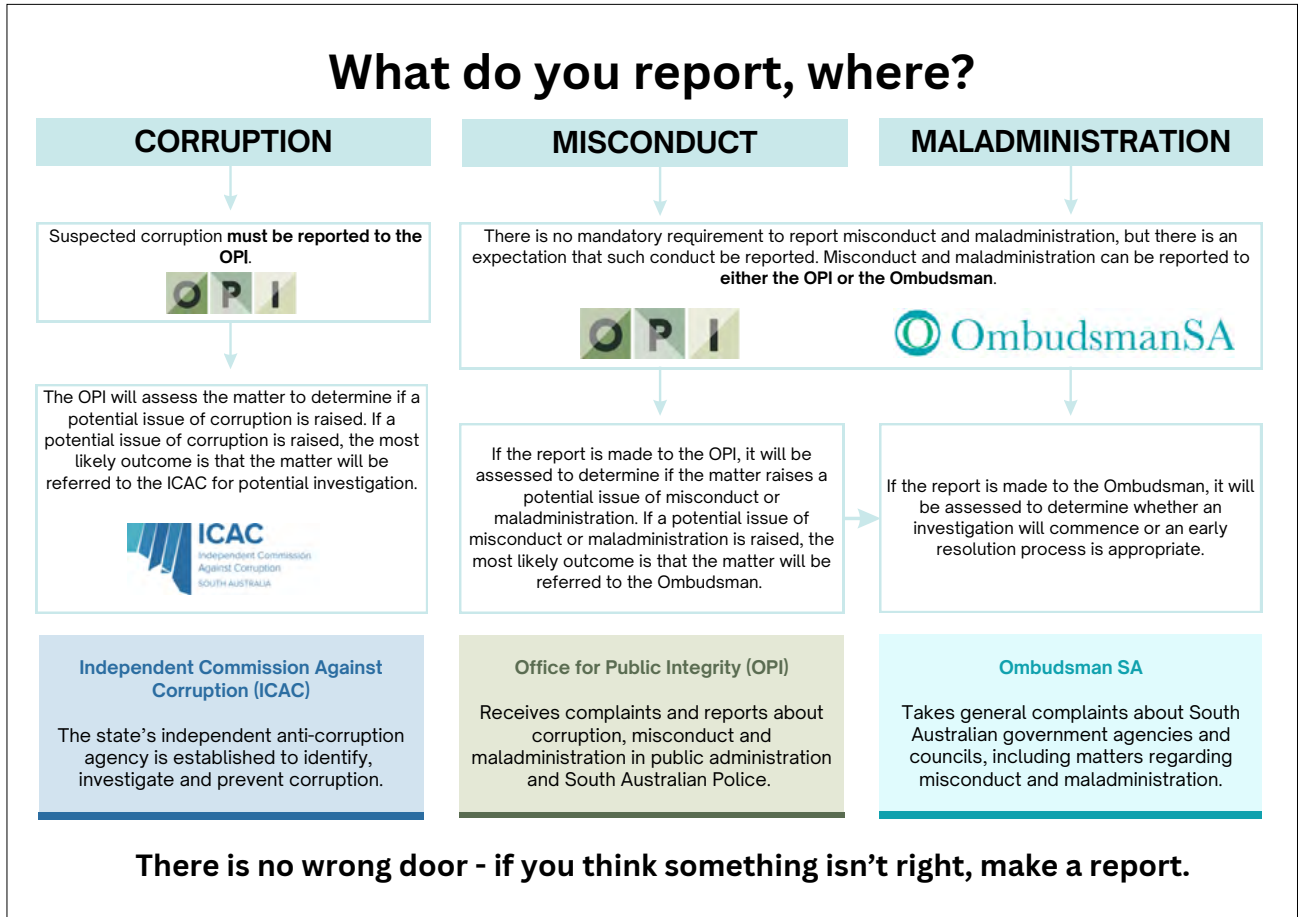 What do you report, where?
CORRUPTION
Suspected corruption must be reported to the
OPI.
OPI
The OPI will assess the matter to determine if a
potential issue of corruption is raised. If a
potential issue of corruption is raised, the most
likely outcome is that the matter will be
referred to the ICAC for potential investigation.
ICAC
Independent Commission
Against Corruption
SOUTH AUSTRALIA
MISCONDUCT
MALADMINISTRATION
There is no mandatory requirement to report misconduct and maladministration, but there is an
expectation that such conduct be reported. Misconduct and maladministration can be reported to
either the OPI or the Ombudsman.
OPI
OmbudsmanSA
If the report is made to the OPI, it will be
assessed to determine if the matter raises a
potential issue of misconduct or
maladministration. If a potential issue of
misconduct or maladministration is raised, the
most likely outcome is that the matter will be
referred to the Ombudsman.
If the report is made to the Ombudsman, it will
be assessed to determine whether an
investigation will commence or an early
resolution process is appropriate.
Independent Commission Against
Corruption (ICAC)
The state’s independent anti-corruption
agency is established to identify,
investigate and prevent corruption.
Office for Public Integrity (OPI)
Receives complaints and reports about
corruption, misconduct and
maladministration in public administration
and South Australian Police.
Ombudsman SA
Takes general complaints about South
Australian government agencies and
councils, including matters regarding
misconduct and maladministration.
There is no wrong door - if you think something isn’t right, make a report.